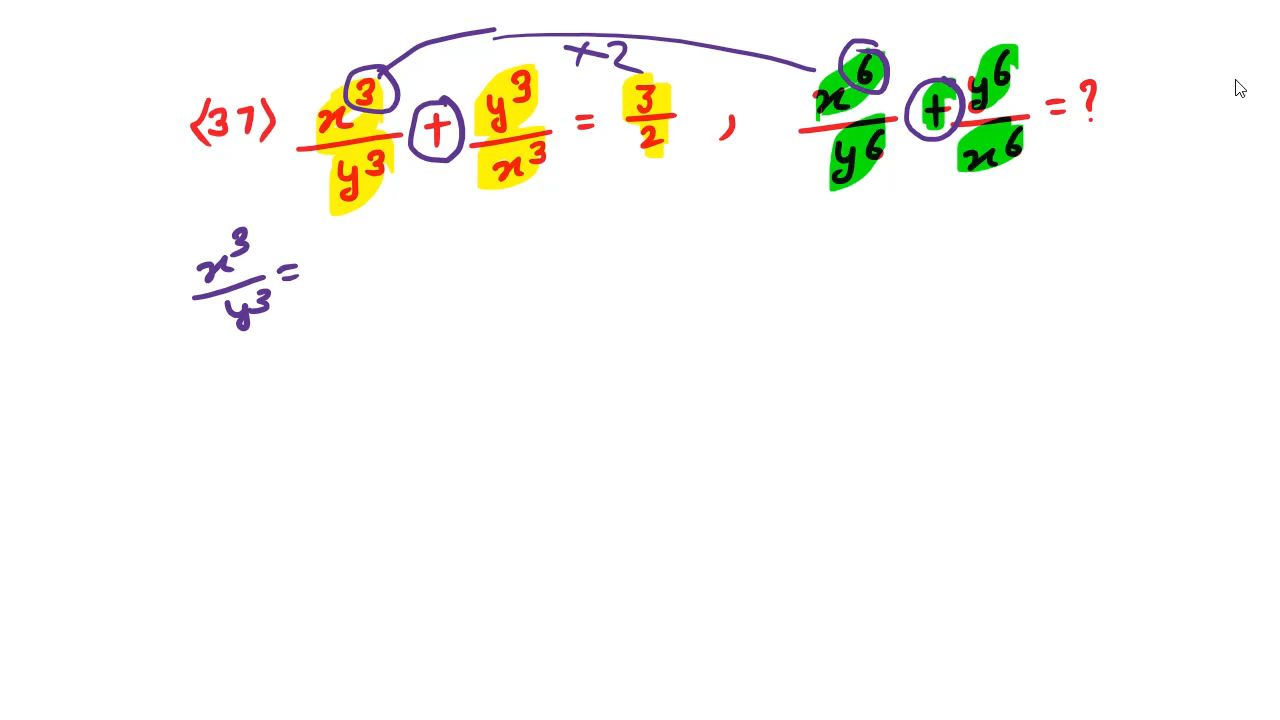 ×2
(37) x³/y³ + y³/x³ = 3/2 , x⁶/y⁶ + y⁶/x⁶ = ?
x³/y³ =